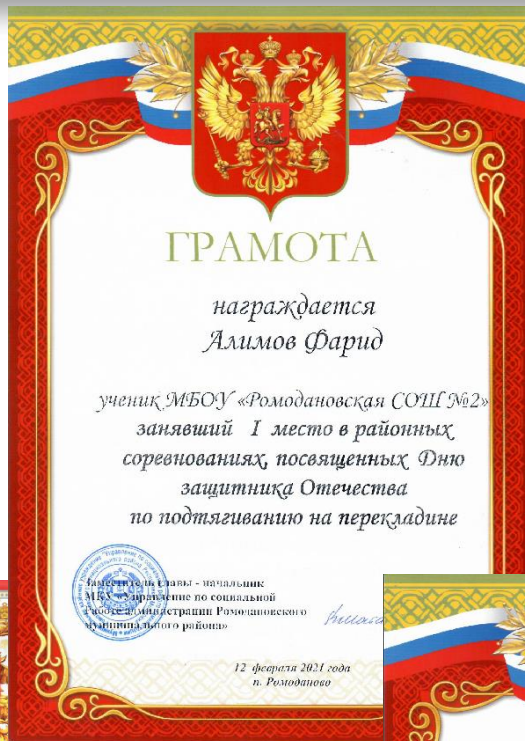 ГРАМОТА
награждается
Алимов Фарид
ученик МБОУ «Ромодановская СОШ №2»
занявший I место в районных
соревнованиях, посвященных Дню
защитника Отечества
по подтягиванию на перекладине
Заместитель главы - начальник
МКУ «Управление по социальной
работе администрации Ромодановского
муниципального района»
12 февраля 2021 года
п. Ромоданово